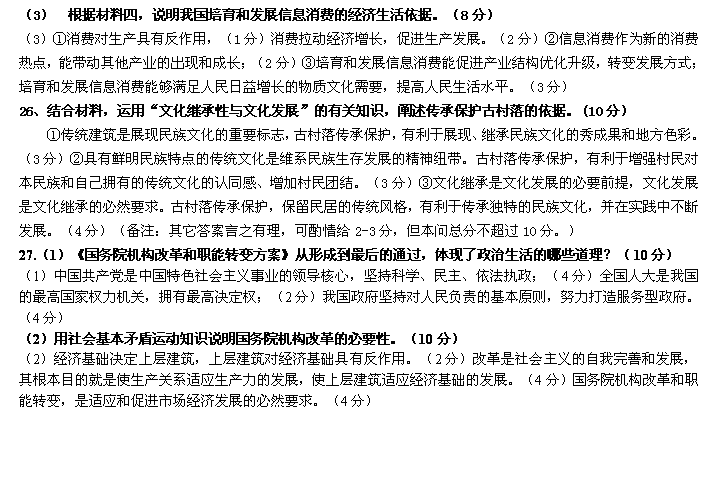 （3）　根据材料四，说明我国培育和发展信息消费的经济生活依据。（8分）
（3）①消费对生产具有反作用，（1分）消费拉动经济增长，促进生产发展。（2分）②信息消费作为新的消费
热点，能带动其他产业的出现和成长；（2分）③培育和发展信息消费能促进产业结构优化升级，转变发展方式；
培育和发展信息消费能够满足人民日益增长的物质文化需要，提高人民生活水平。（3分）
26、结合材料，运用“文化继承性与文化发展”的有关知识，阐述传承保护古村落的依据。(10分）
①传统建筑是展现民族文化的重要标志，古村落传承保护，有利于展现、继承民族文化的秀成果和地方色彩。
（3分）②具有鲜明民族特点的传统文化是维系民族生存发展的精神纽带。古村落传承保护，有利于增强村民对
本民族和自己拥有的传统文化的认同感、增加村民团结。（3分）③文化继承是文化发展的必要前提，文化发展
是文化继承的必然要求。古村落传承保护，保留民居的传统风格，有利于传承独特的民族文化，并在实践中不断
发展。（4分）（备注：其它答案言之有理，可酌情给2-3分，但本问总分不超过10分。）
27.（1）《国务院机构改革和职能转变方案》从形成到最后的通过，体现了政治生活的哪些道理？（10分）
（1）中国共产党是中国特色社会主义事业的领导核心，坚持科学、民主、依法执政；（4分）全国人大是我国
的最高国家权力机关，拥有最高决定权；（2分）我国政府坚持对人民负责的基本原则，努力打造服务型政府。
（4分）
（2）用社会基本矛盾运动知识说明国务院机构改革的必要性。（10分）
（2）经济基础决定上层建筑，上层建筑对经济基础具有反作用。（2分）改革是社会主义的自我完善和发展，
其根本目的就是使生产关系适应生产力的发展，使上层建筑适应经济基础的发展。（4分）国务院机构改革和职
能转变，是适应和促进市场经济发展的必然要求。（4分）